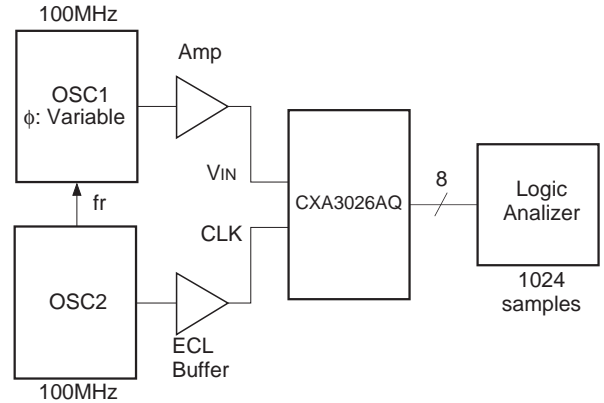 100MHz
OSC1
ϕ: Variable
Amp
fr
VIN
CLK
CXA3026AQ
8
Logic
Analizer
1024
samples
OSC2
ECL
Buffer
100MHz